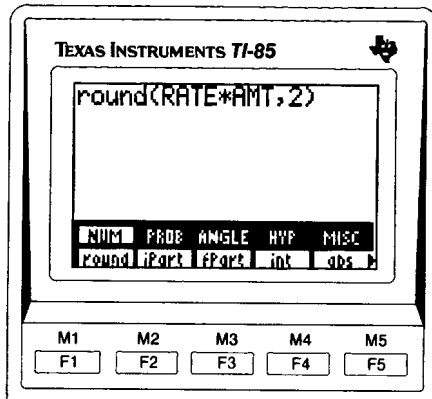 TEXAS INSTRUMENTS TI-85
round(RATE*AMT,2)
NUM PROB ANGLE HYP MISC
round iPart fPart int abs
M1 M2 M3 M4 M5
F1 F2 F3 F4 F5